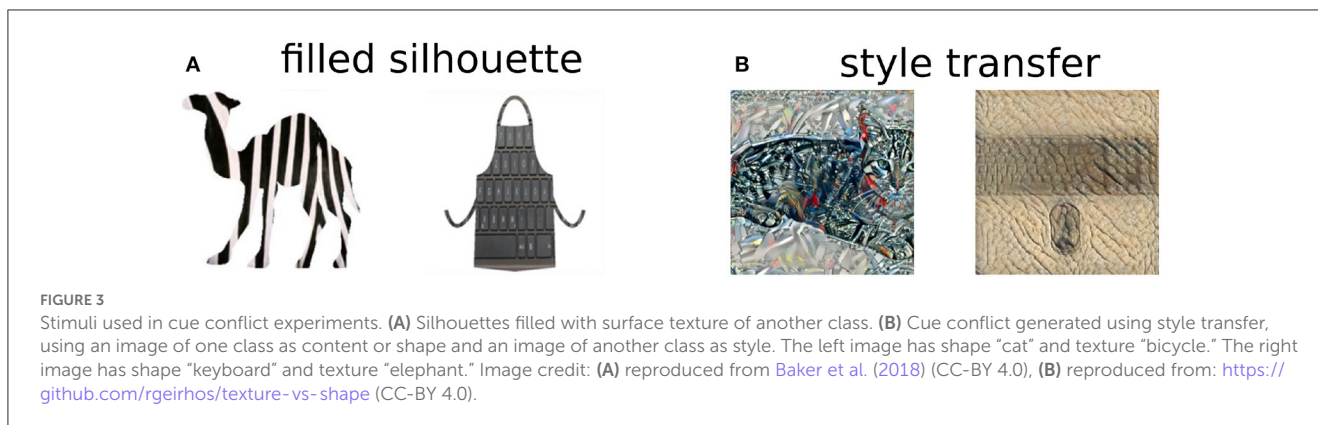 A filled silhouette
B style transfer
FIGURE 3
Stimuli used in cue conflict experiments. (A) Silhouettes filled with surface texture of another class. (B) Cue conflict generated using style transfer,
using an image of one class as content or shape and an image of another class as style. The left image has shape “cat” and texture “bicycle.” The right
image has shape “keyboard” and texture “elephant.” Image credit: (A) reproduced from Baker et al. (2018) (CC-BY 4.0), (B) reproduced from: https://
github.com/rgeirhos/texture-vs-shape (CC-BY 4.0).